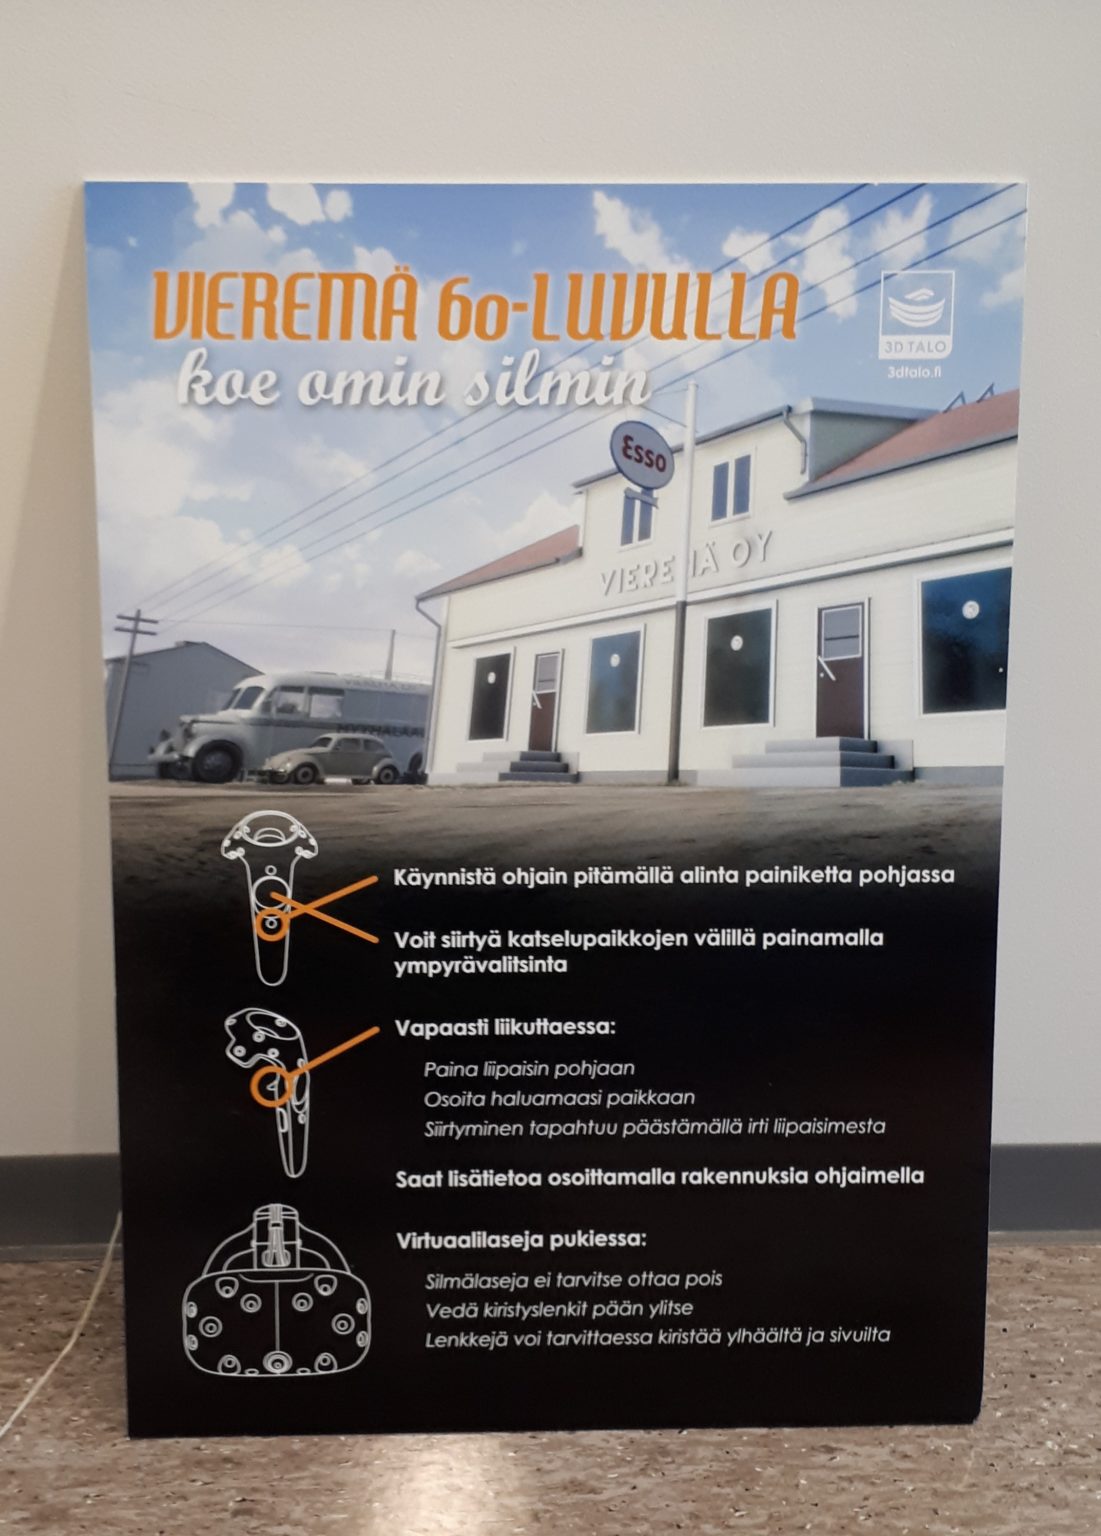 VIEREMÄ 60-LUVULLA
koe omin silmin
3D TALO
3dtalo.fi
Esso
VIEREMÄ OY
Käynnistä ohjain pitämällä alinta painiketta pohjassa
Voit siirtyä katselupaikkojen välillä painamalla
ympyrävalitsinta
Vapaasti liikuttaessa:
Paina liipaisin pohjaan
Osoita haluamaasi paikkaan
Siirtyminen tapahtuu päästämällä irti liipaisimesta
Saat lisätietoa osoittamalla rakennuksia ohjaimella
Virtuaalilaseja pukiessa:
Silmälaseja ei tarvitse ottaa pois
Vedä kiristyslenkit pään ylitse
Lenkkejä voi tarvittaessa kiristää ylhäältä ja sivuilta